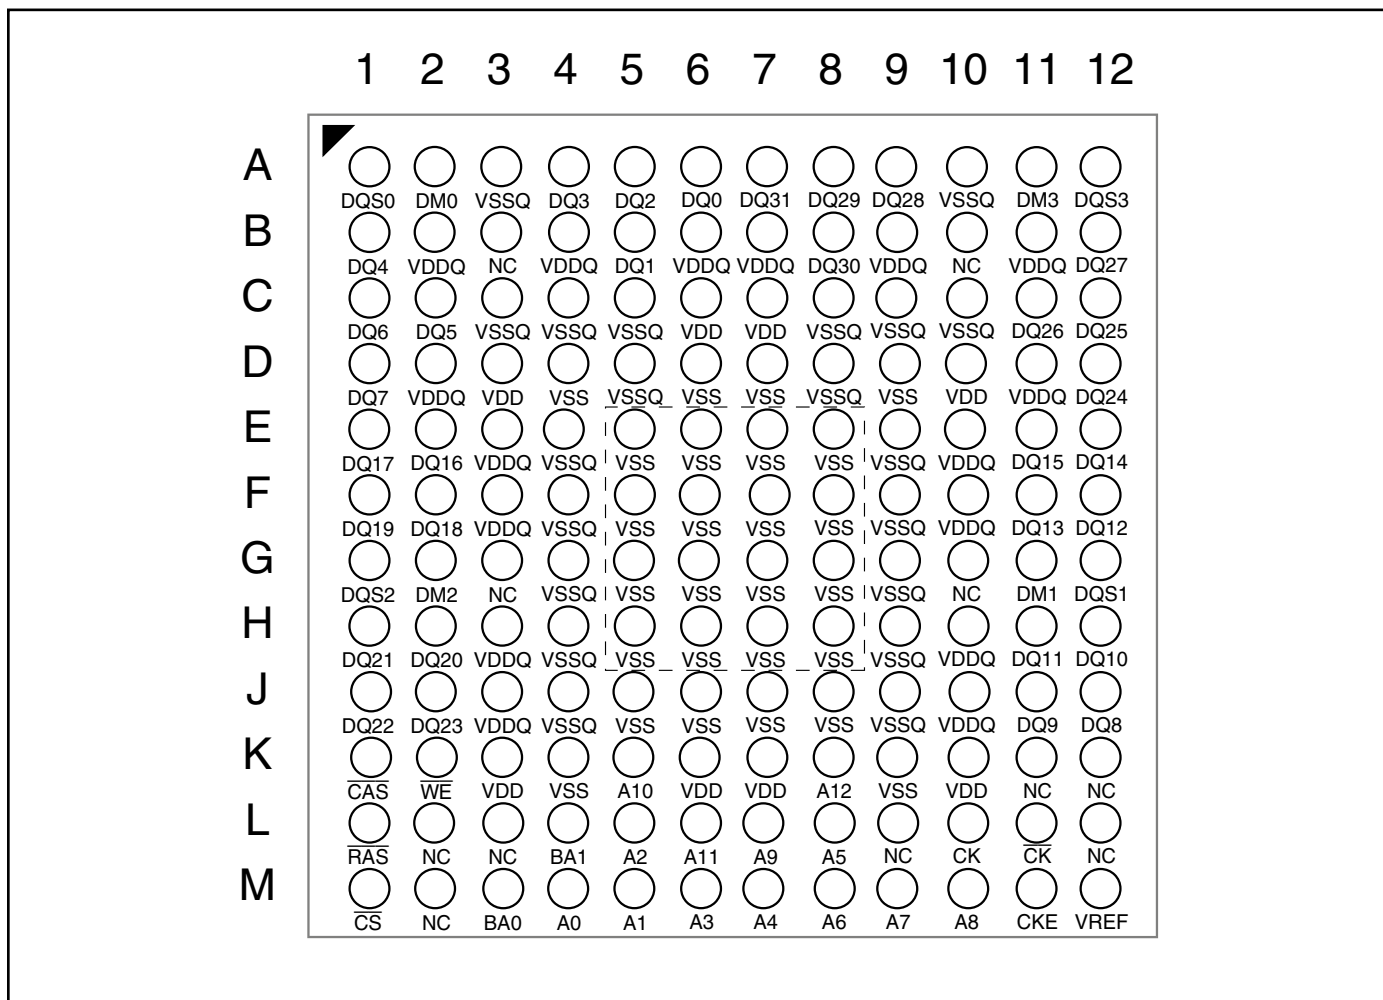 1 2 3 4 5 6 7 8 9 10 11 12
A
DQS0 DM0 VSSQ DQ3 DQ2 DQ0 DQ31 DQ29 DQ28 VSSQ DM3 DQS3
B
DQ4 VDDQ NC VDDQ DQ1 VDDQ VDDQ DQ30 VDDQ NC VDDQ DQ27
C
DQ6 DQ5 VSSQ VSSQ VSSQ VDD VDD VSSQ VSSQ VSSQ DQ26 DQ25
D
DQ7 VDDQ VDD VSS VSSQ VSS VSS VSSQ VSS VDD VDDQ DQ24
E
DQ17 DQ16 VDDQ VSSQ VSS VSS VSS VSS VSSQ VDDQ DQ15 DQ14
F
DQ19 DQ18 VDDQ VSSQ VSS VSS VSS VSS VSSQ VDDQ DQ13 DQ12
G
DQS2 DM2 NC VSSQ VSS VSS VSS VSS VSSQ NC DM1 DQS1
H
DQ21 DQ20 VDDQ VSSQ VSS VSS VSS VSS VSSQ VDDQ DQ11 DQ10
J
DQ22 DQ23 VDDQ VSSQ VSS VSS VSS VSS VSSQ VDDQ DQ9 DQ8
K
C̅A̅S̅ W̅E̅ VDD VSS A10 VDD VDD A12 VSS VDD NC NC
L
R̅A̅S̅ NC NC BA1 A2 A11 A9 A5 NC CK C̅K̅ NC
M
C̅S̅ NC BA0 A0 A1 A3 A4 A6 A7 A8 CKE VREF